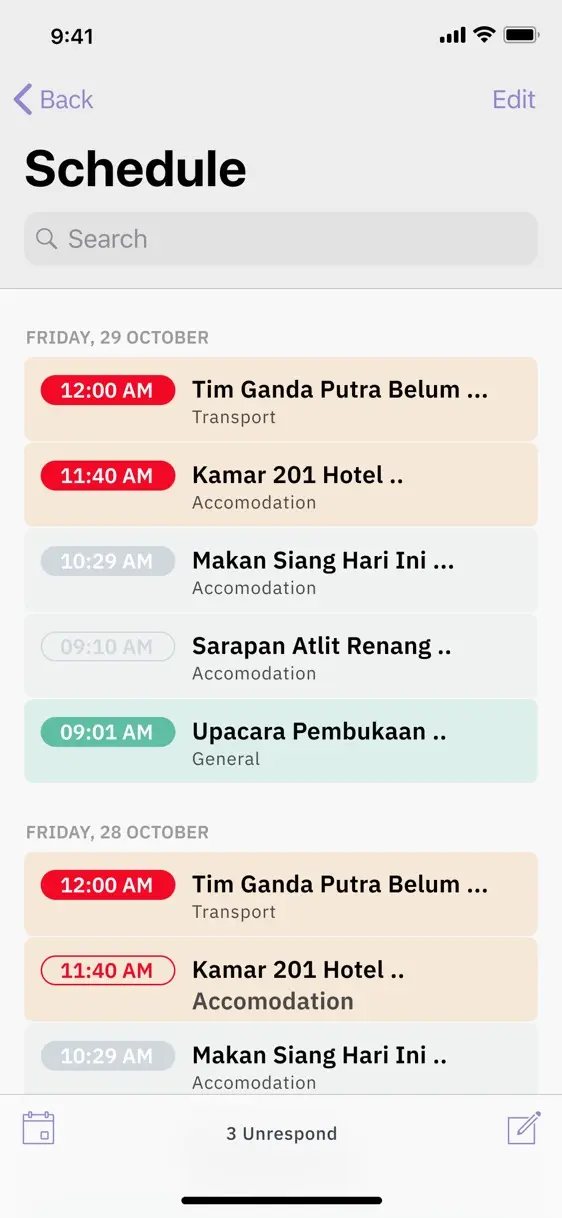 9:41
Back
Edit
Schedule
Search
FRIDAY, 29 OCTOBER
12:00 AM
Tim Ganda Putra Belum ...
Transport
11:40 AM
Kamar 201 Hotel ..
Accomodation
10:29 AM
Makan Siang Hari Ini ...
Accomodation
09:10 AM
Sarapan Atlit Renang ..
Accomodation
09:01 AM
Upacara Pembukaan ..
General
FRIDAY, 28 OCTOBER
12:00 AM
Tim Ganda Putra Belum ...
Transport
11:40 AM
Kamar 201 Hotel ..
Accomodation
10:29 AM
Makan Siang Hari Ini ..
Accomodation
3 Unrespond